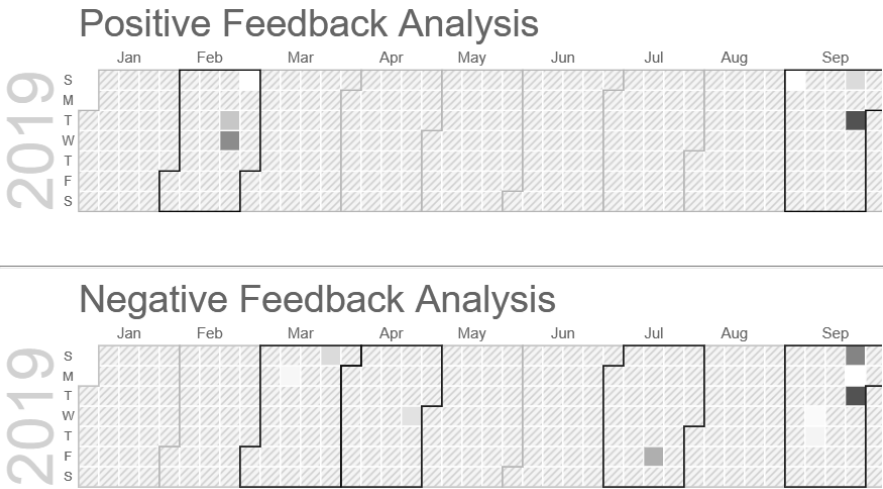 Positive Feedback Analysis
Jan Feb Mar Apr May Jun Jul Aug Sep
2019
S
M
T
W
T
F
S
Negative Feedback Analysis
Jan Feb Mar Apr May Jun Jul Aug Sep
2019
S
M
T
W
T
F
S